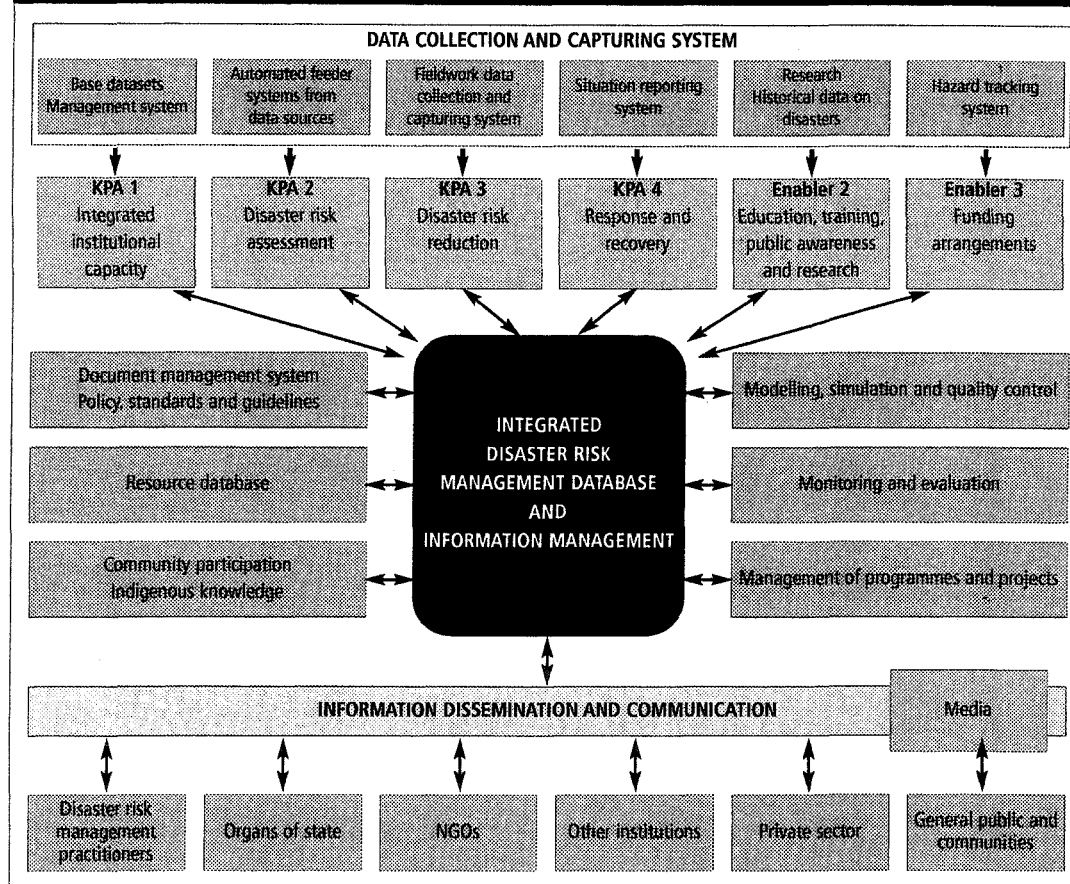 DATA COLLECTION AND CAPTURING SYSTEM
Base datasets
Management system
Automated feeder
systems from
data sources
Fieldwork data
collection and
capturing system
Situation reporting
system
Research
Historical data on
disasters
Hazard tracking
system
KPA 1
Integrated
institutional
capacity
KPA 2
Disaster risk
assessment
KPA 3
Disaster risk
reduction
KPA 4
Response and
recovery
Enabler 2
Education, training,
public awareness
and research
Enabler 3
Funding
arrangements
Document management system
Policy, standards and guidelines
Resource database
Community participation
Indigenous knowledge
INTEGRATED
DISASTER RISK
MANAGEMENT DATABASE
AND
INFORMATION MANAGEMENT
Modelling, simulation and quality control
Monitoring and evaluation
Management of programmes and projects
INFORMATION DISSEMINATION AND COMMUNICATION
Media
Disaster risk
management
practitioners
Organs of state
NGOs
Other institutions
Private sector
General public and
communities